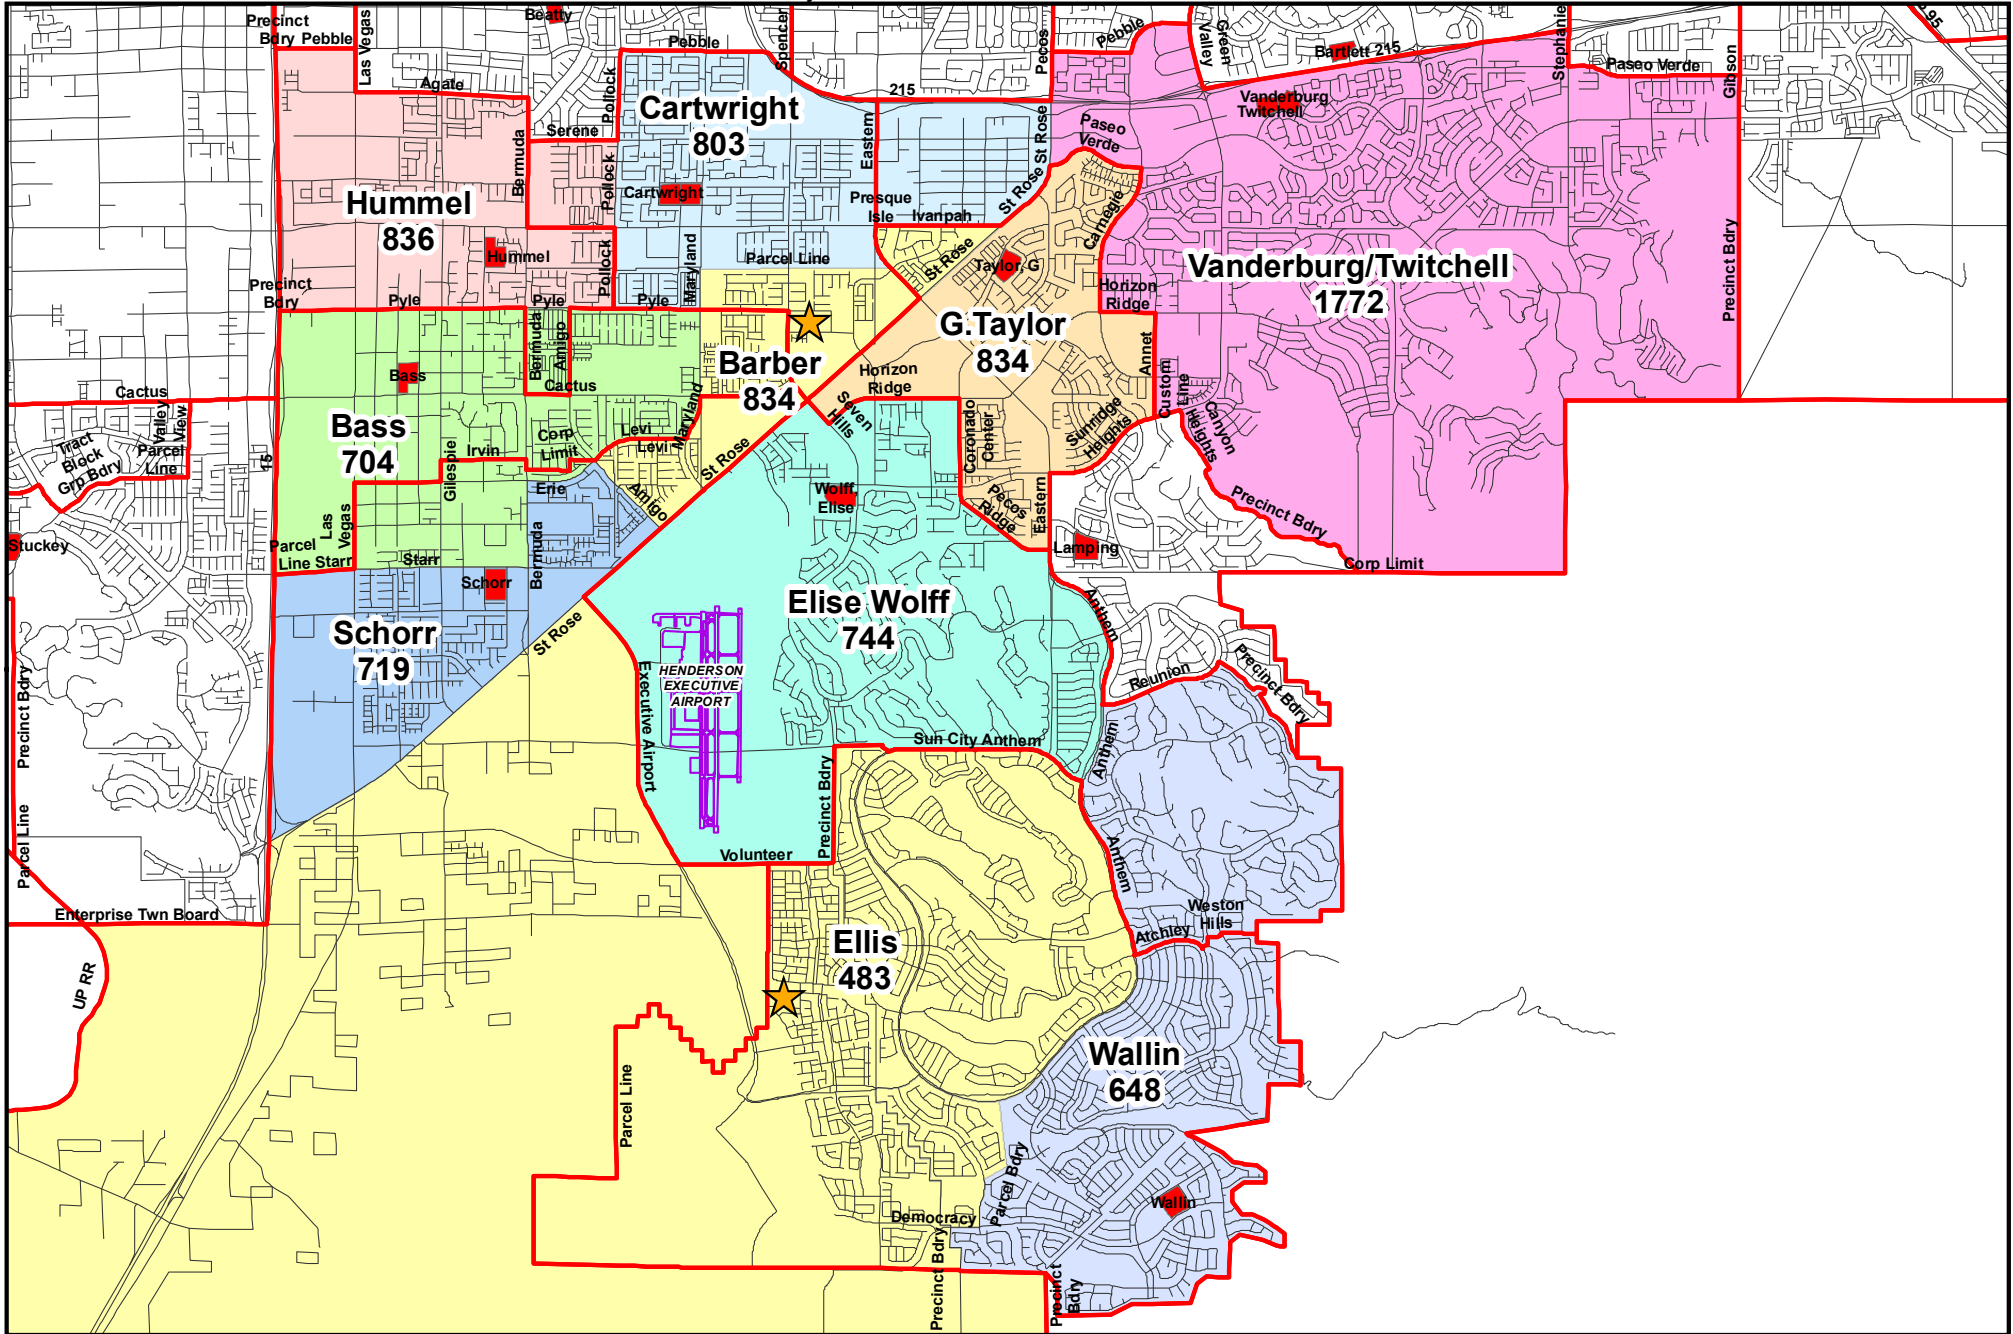 Beatty
Precinct
Bdry Pebble
Las Vegas
Pebble
Spencer
Pecos
Pebble
Green
Valley
Bartlett 215
Stephanie
Paseo Verde
Gibson
Agate
Pollock
215
Cartwright
803
Vanderburg
Twitchell
Serene
Eastern
St Rose
Paseo
Verde
Bermuda
Pollock
Cartwright
Presque
Isle
Ivanpah
St Rose
Carnegie
Hummel
836
Hummel
Pollock
Maryland
Parcel Line
St Rose
Taylor, G
Vanderburg/Twitchell
1772
Precinct Bdry
Precinct
Bdry
Pyle
Pyle
Pyle
Horizon
Ridge
G.Taylor
834
Bermuda
Amigo
Annet
Bass
Barber
834
Horizon
Ridge
Cactus
Cactus
Custom
Line
Valley
View
Parcel
Line
Tract
Block
Grp Bdry
15
Bass
704
Gilespie
Irvin
Corp
Limit
Levi
Levi
Maryland
St Rose
Seven
Hills
Coronado
Center
Sunridge
Heights
Canyon
Heights
Erie
Amigo
Wolff,
Elise
Pecos
Ridge
Eastern
Precinct Bdry
Las
Vegas
Stuckey
Parcel
Line Starr
Starr
Bermuda
Lamping
Corp Limit
Schorr
Schorr
719
St Rose
Elise Wolff
744
Anthem
HENDERSON
EXECUTIVE
AIRPORT
Executive Airport
Reunion
Precinct Bdry
Precinct Bdry
Sun City Anthem
Anthem
Precinct Bdry
Parcel Line
Volunteer
Anthem
Enterprise Twn Board
Weston
Hills
Atchley
Ellis
483
UP RR
Wallin
648
Parcel Line
Parcel Bdry
Wallin
Democracy
Precinct Bdry
Precinct
Bdry